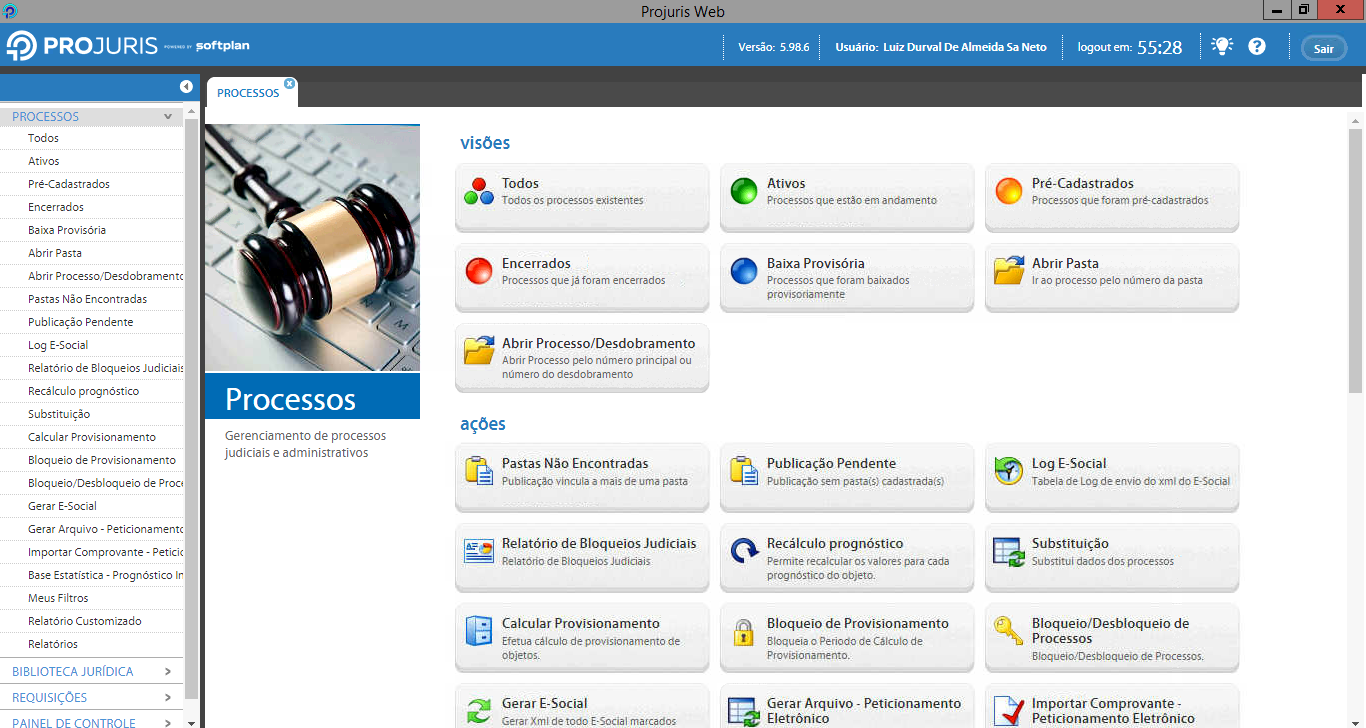 Projuris Web
PROJURIS POWERED BY softplan
Versão: 5.98.6
Usuário: Luiz Durval De Almeida Sa Neto
logout em: 55:28
Sair
PROCESSOS
PROCESSOS
Todos
Ativos
Pré-Cadastrados
Encerrados
Baixa Provisória
Abrir Pasta
Abrir Processo/Desdobramento
Pastas Não Encontradas
Publicação Pendente
Log E-Social
Relatório de Bloqueios Judiciais
Recálculo prognóstico
Substituição
Calcular Provisionamento
Bloqueio de Provisionamento
Bloqueio/Desbloqueio de Proce
Gerar E-Social
Gerar Arquivo - Peticionamento
Importar Comprovante - Peticio
Base Estatística - Prognóstico In
Meus Filtros
Relatório Customizado
Relatórios
BIBLIOTECA JURÍDICA
REQUISIÇÕES
PAINEL DE CONTROLE
Processos
Gerenciamento de processos
judiciais e administrativos
visões
Todos
Todos os processos existentes
Ativos
Processos que estão em andamento
Pré-Cadastrados
Processos que foram pré-cadastrados
Encerrados
Processos que já foram encerrados
Baixa Provisória
Processos que foram baixados
provisoriamente
Abrir Pasta
Ir ao processo pelo número da pasta
Abrir Processo/Desdobramento
Abrir Processo pelo número principal ou
número do desdobramento
ações
Pastas Não Encontradas
Publicação vincula a mais de uma pasta
Publicação Pendente
Publicação sem pasta(s) cadastrada(s)
Log E-Social
Tabela de Log de envio do xml do E-Social
Relatório de Bloqueios Judiciais
Relatório de Bloqueios Judiciais
Recálculo prognóstico
Permite recalcular os valores para cada
prognóstico do objeto.
Substituição
Substitui dados dos processos
Calcular Provisionamento
Efetua cálculo de provisionamento de
objetos.
Bloqueio de Provisionamento
Bloqueia o Periodo de Cálculo de
Provisionamento.
Bloqueio/Desbloqueio de
Processos
Bloqueio/Desbloqueio de Processos.
Gerar E-Social
Gerar Xml de todo E-Social marcados
Gerar Arquivo - Peticionamento
Eletrônico
Importar Comprovante -
Peticionamento Eletrônico